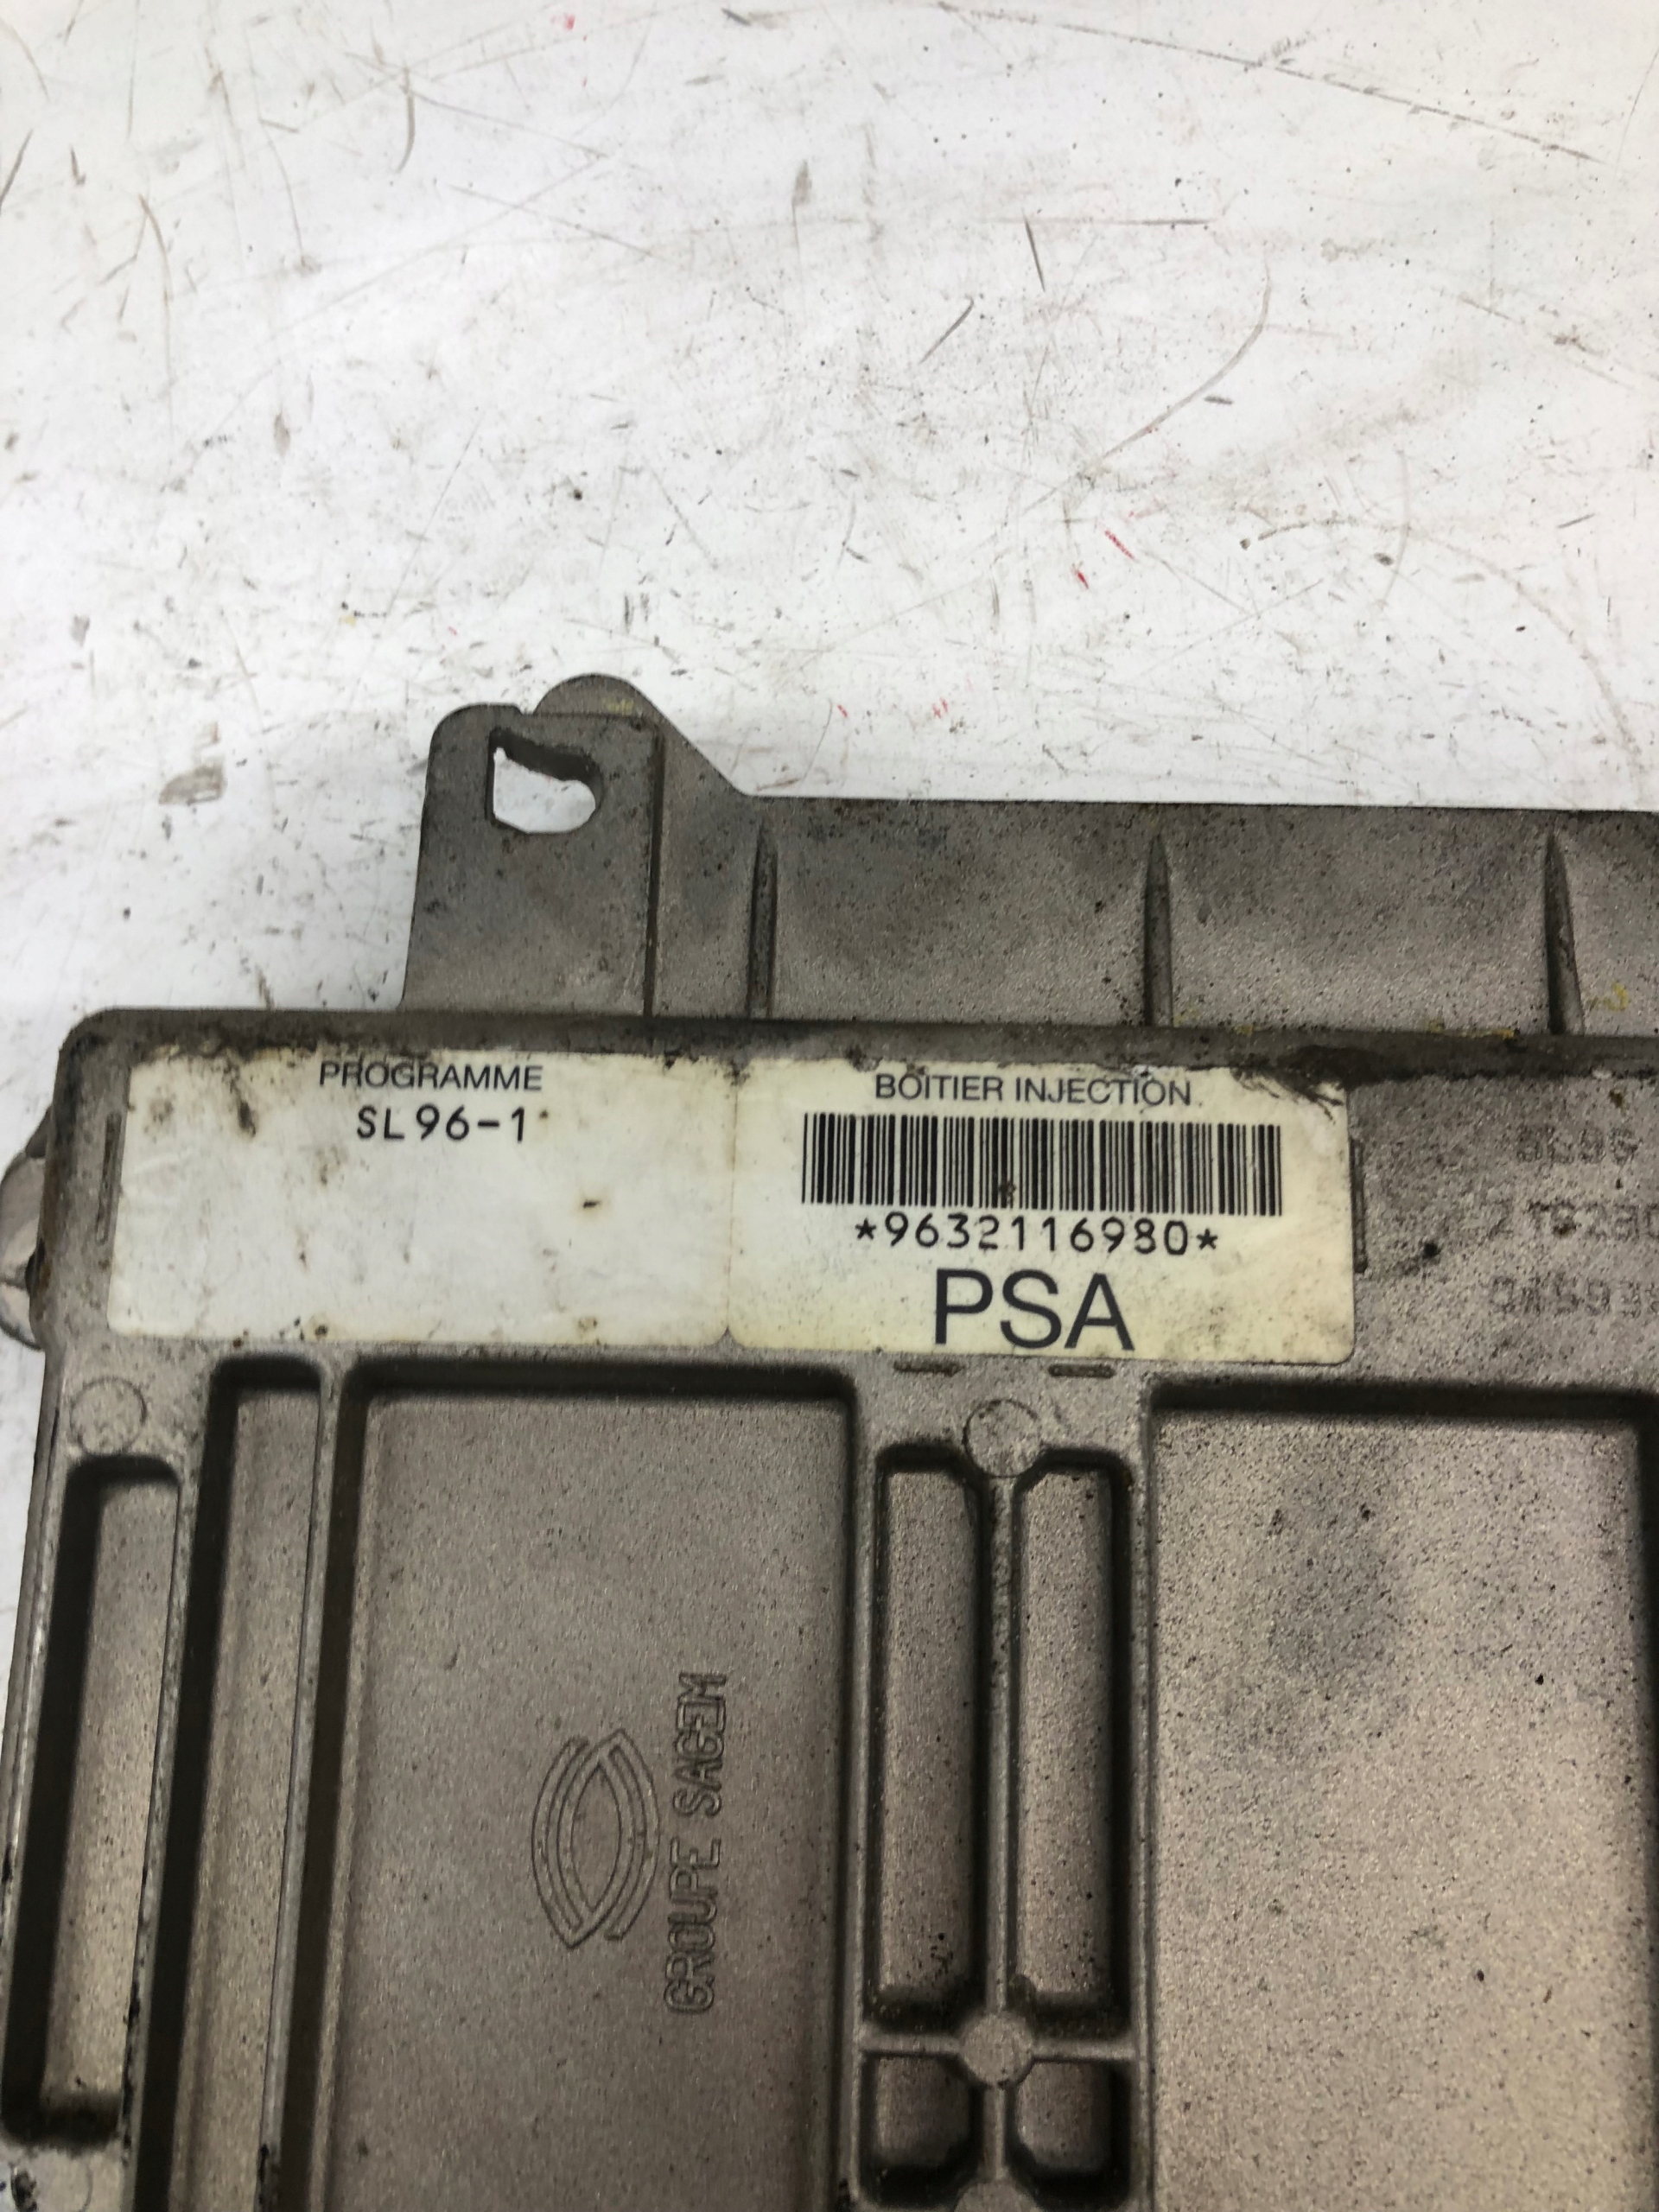 PROGRAMME
SL96-1
BOITIER INJECTION
*9632116980*
PSA
GROUPE SAGEM